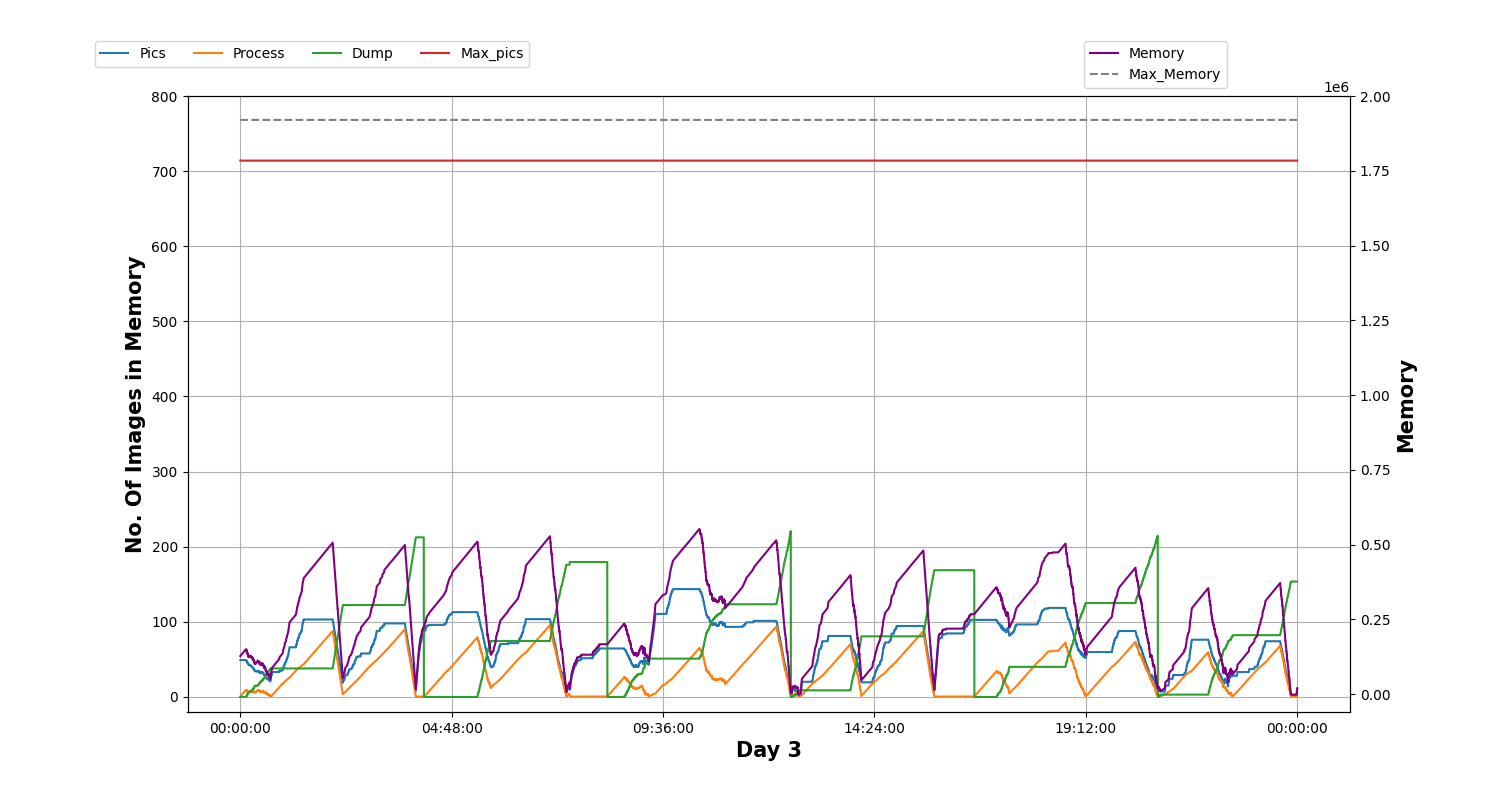 Pics Process Dump Max_pics
Memory
Max_Memory
1e6
800
700
600
500
400
300
200
100
0
No. Of Images in Memory
2.00
1.75
1.50
1.25
1.00
0.75
0.50
0.25
0.00
Memory
00:00:00 04:48:00 09:36:00 14:24:00 19:12:00 00:00:00
Day 3